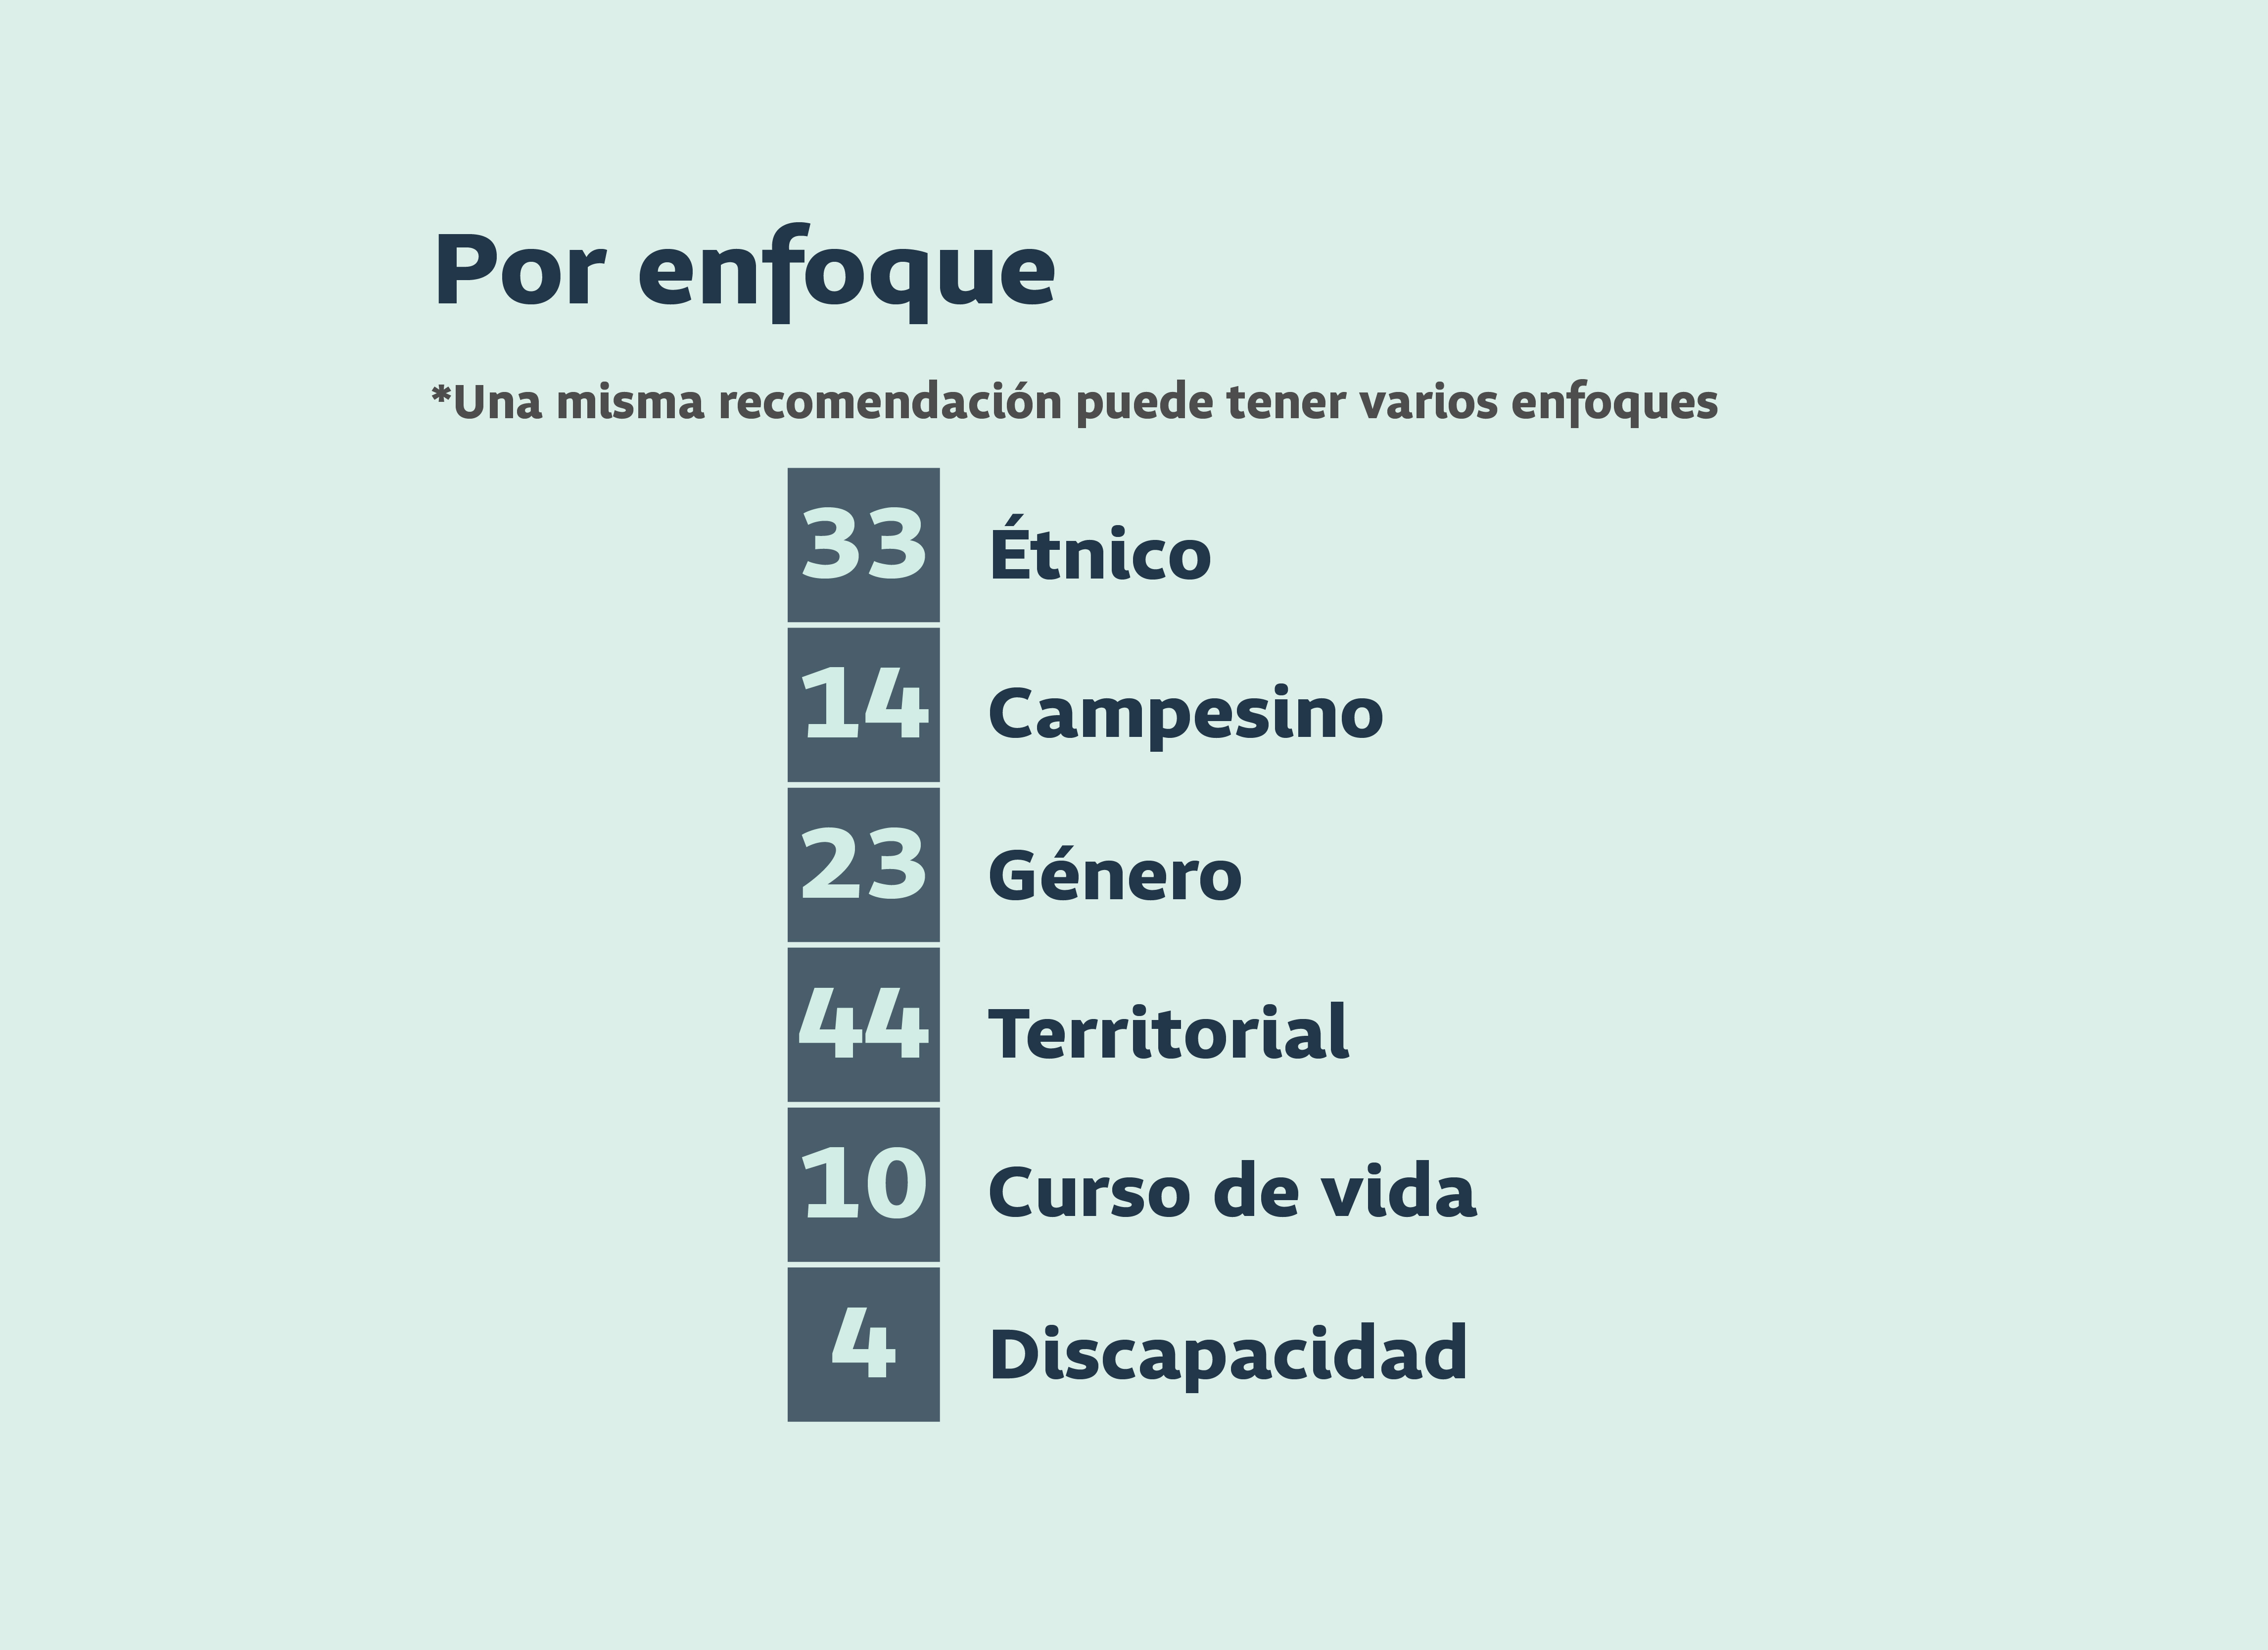 Por enfoque
*Una misma recomendación puede tener varios enfoques
33 Étnico
14 Campesino
23 Género
44 Territorial
10 Curso de vida
4 Discapacidad